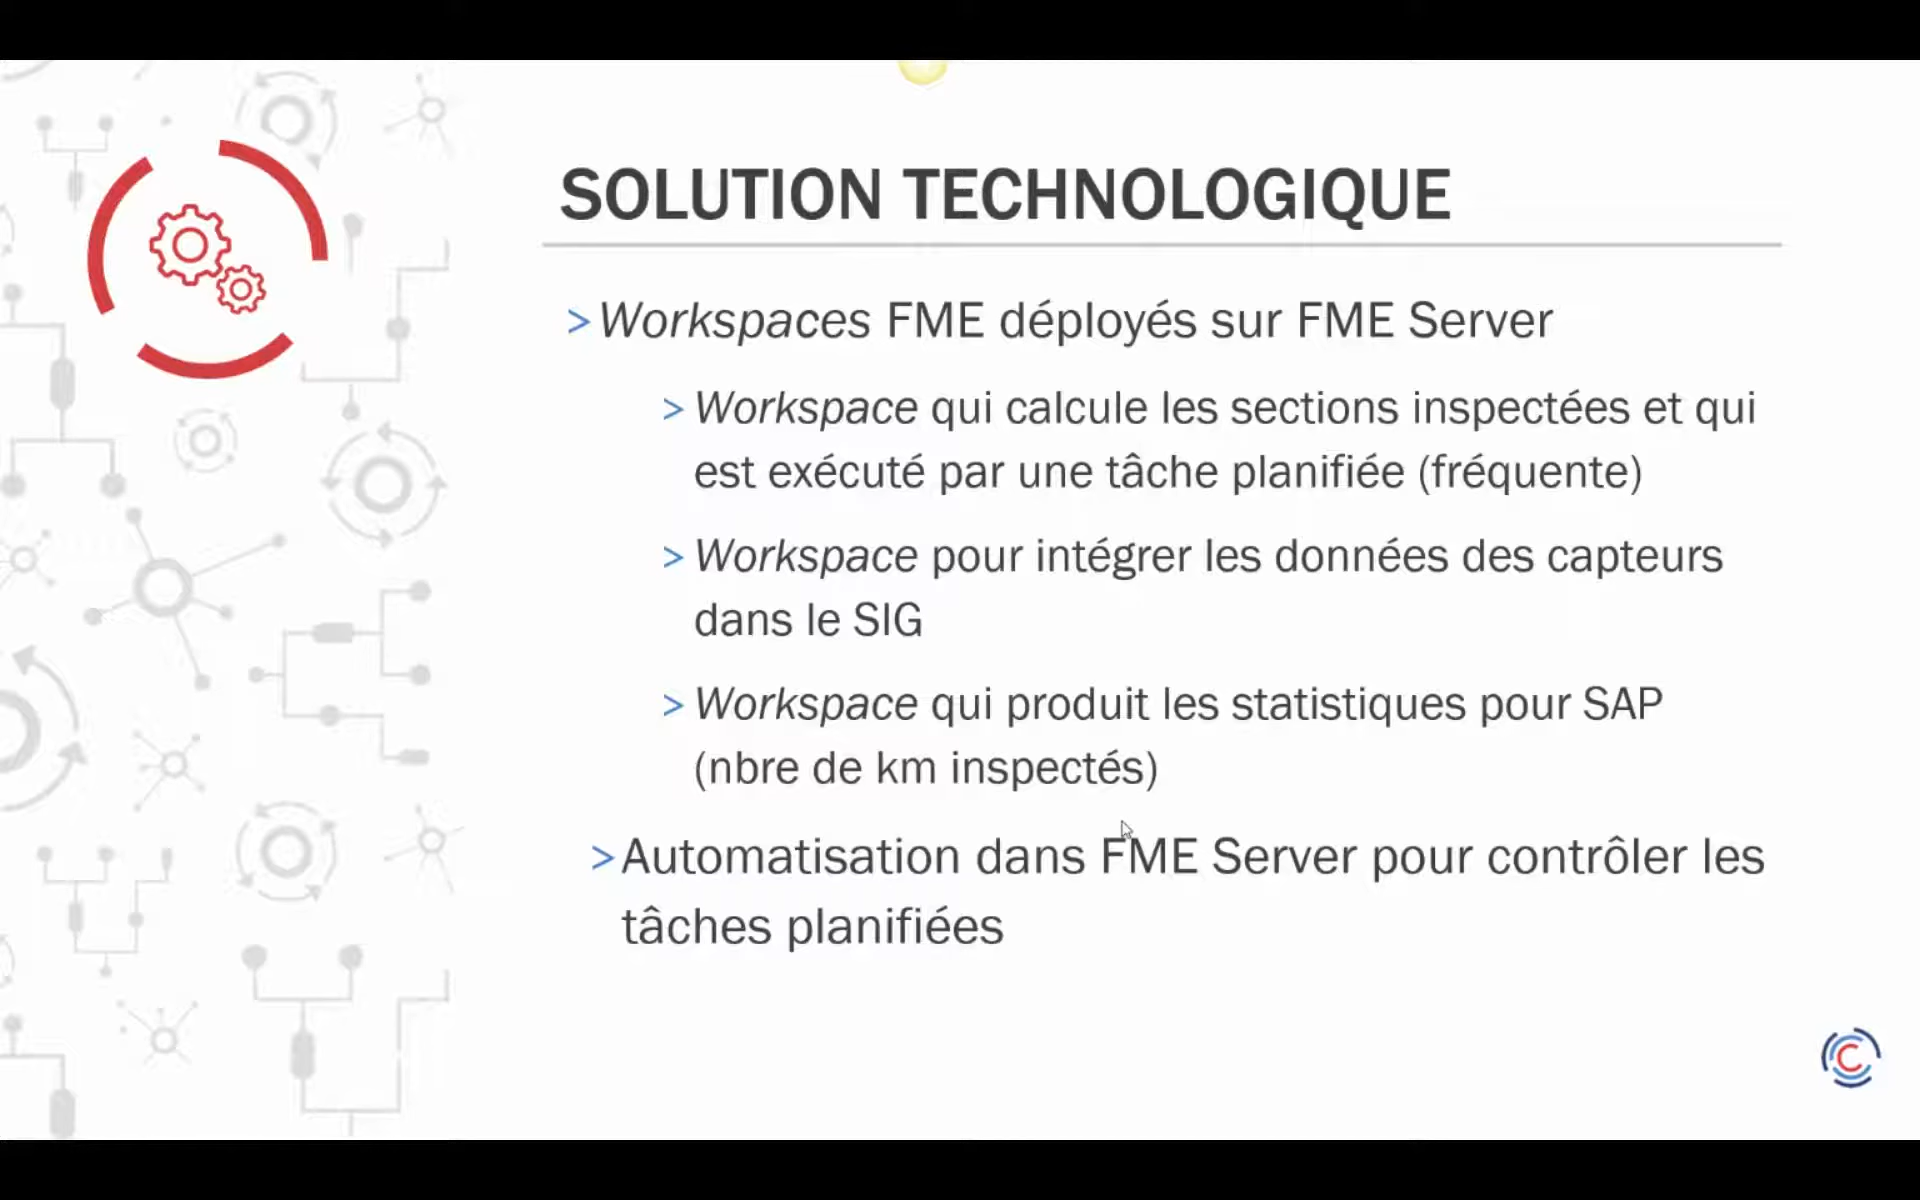 SOLUTION TECHNOLOGIQUE
> Workspaces FME déployés sur FME Server
> Workspace qui calcule les sections inspectées et qui
est exécuté par une tâche planifiée (fréquente)
> Workspace pour intégrer les données des capteurs
dans le SIG
> Workspace qui produit les statistiques pour SAP
(nbre de km inspectés)
> Automatisation dans FME Server pour contrôler les
tâches planifiées